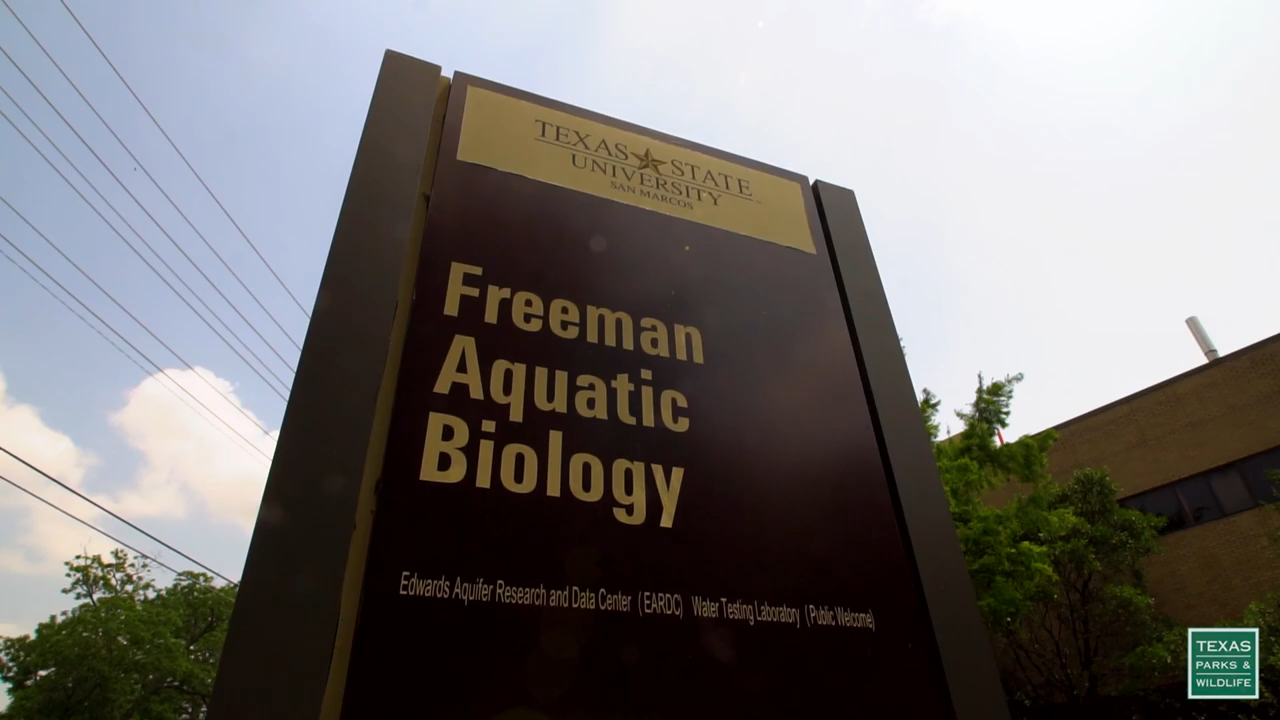 TEXAS STATE
UNIVERSITY
SAN MARCOS
Freeman
Aquatic
Biology
Edwards Aquifer Research and Data Center (EARDC) Water Testing Laboratory (Public Welcome)
TEXAS
PARKS &
WILDLIFE